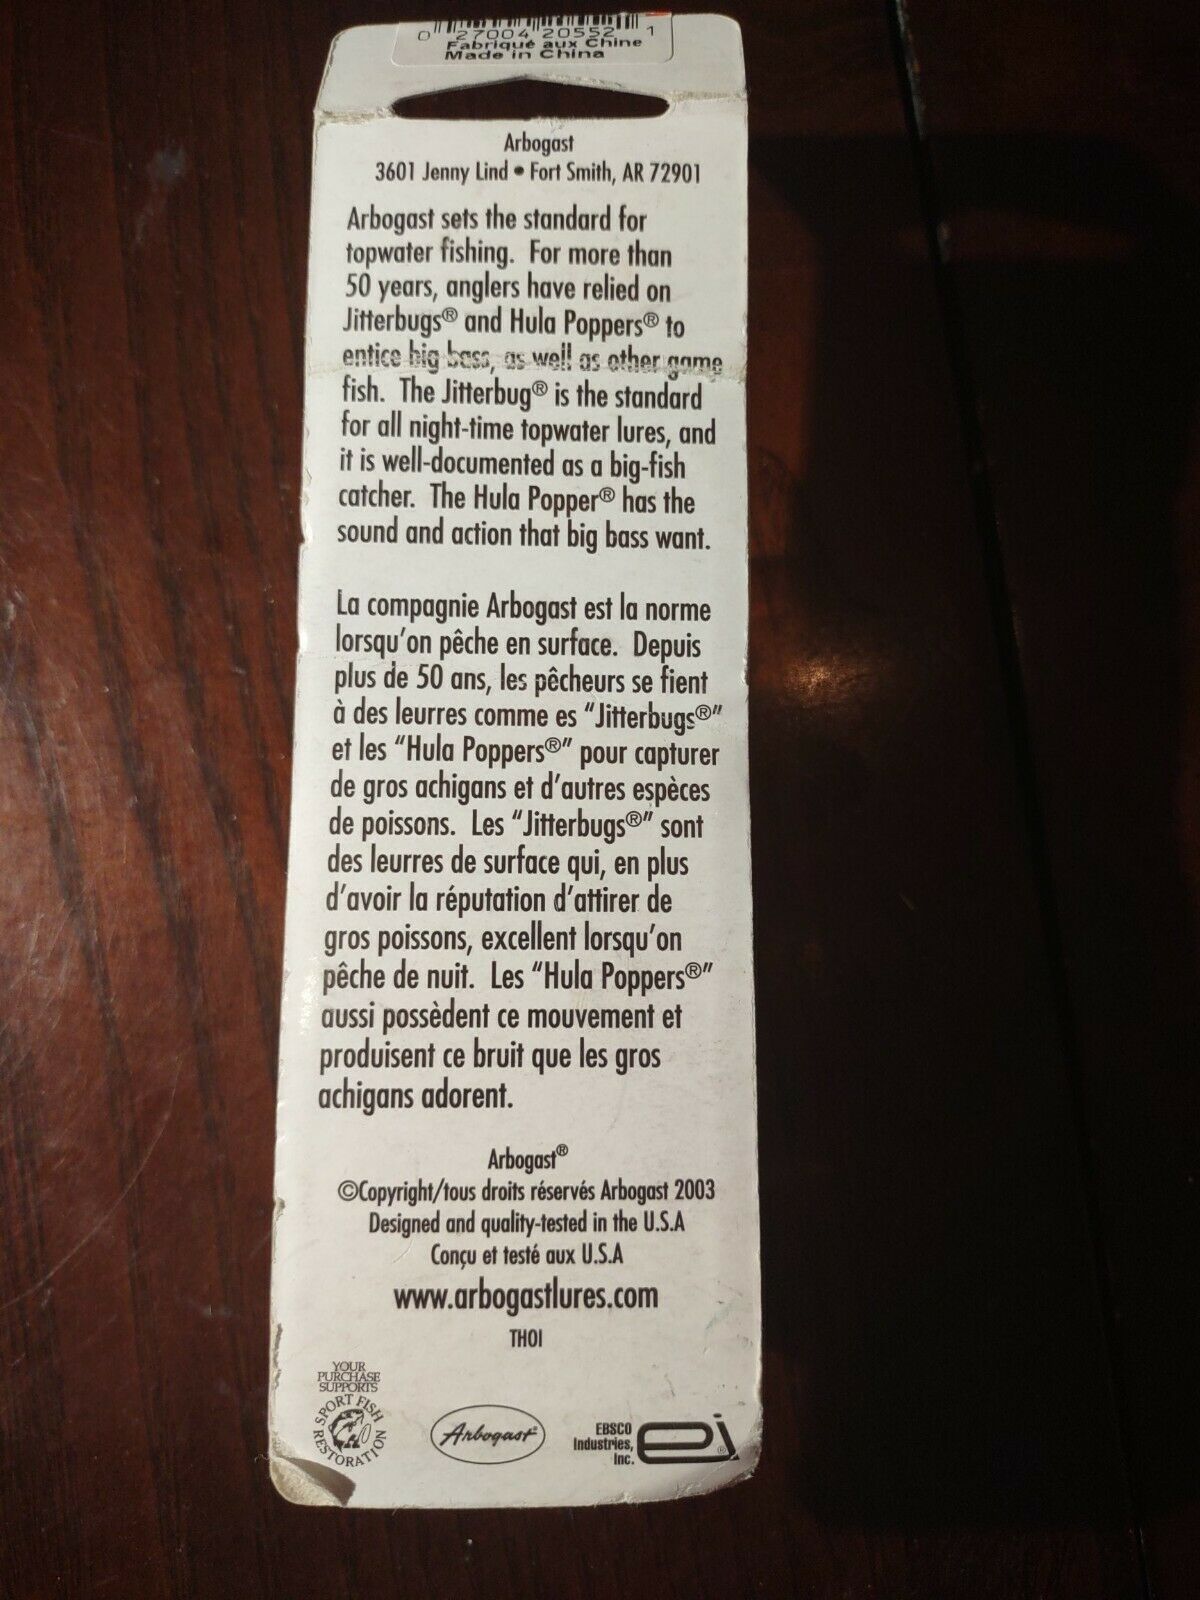 0 27004 20552 1
Fabriqué aux Chine
Made in China
Arbogast
3601 Jenny Lind • Fort Smith, AR 72901
Arbogast sets the standard for
topwater fishing. For more than
50 years, anglers have relied on
Jitterbugs® and Hula Poppers® to
entice big bass, as well as other game
fish. The Jitterbug® is the standard
for all night-time topwater lures, and
it is well-documented as a big-fish
catcher. The Hula Popper® has the
sound and action that big bass want.
La compagnie Arbogast est la norme
lorsqu'on pêche en surface. Depuis
plus de 50 ans, les pêcheurs se fient
à des leurres comme es "Jitterbugs®"
et les "Hula Poppers®" pour capturer
de gros achigans et d'autres espèces
de poissons. Les "Jitterbugs®" sont
des leurres de surface qui, en plus
d'avoir la réputation d'attirer de
gros poissons, excellent lorsqu'on
pêche de nuit. Les "Hula Poppers®"
aussi possèdent ce mouvement et
produisent ce bruit que les gros
achigans adorent.
Arbogast®
©Copyright/tous droits réservés Arbogast 2003
Designed and quality-tested in the U.S.A
Conçu et testé aux U.S.A
www.arbogastlures.com
THOI
YOUR
PURCHASE
SUPPORTS
SPORT FISH
RESTORATION
Arbogast®
EBSCO
Industries,
Inc.
ei®